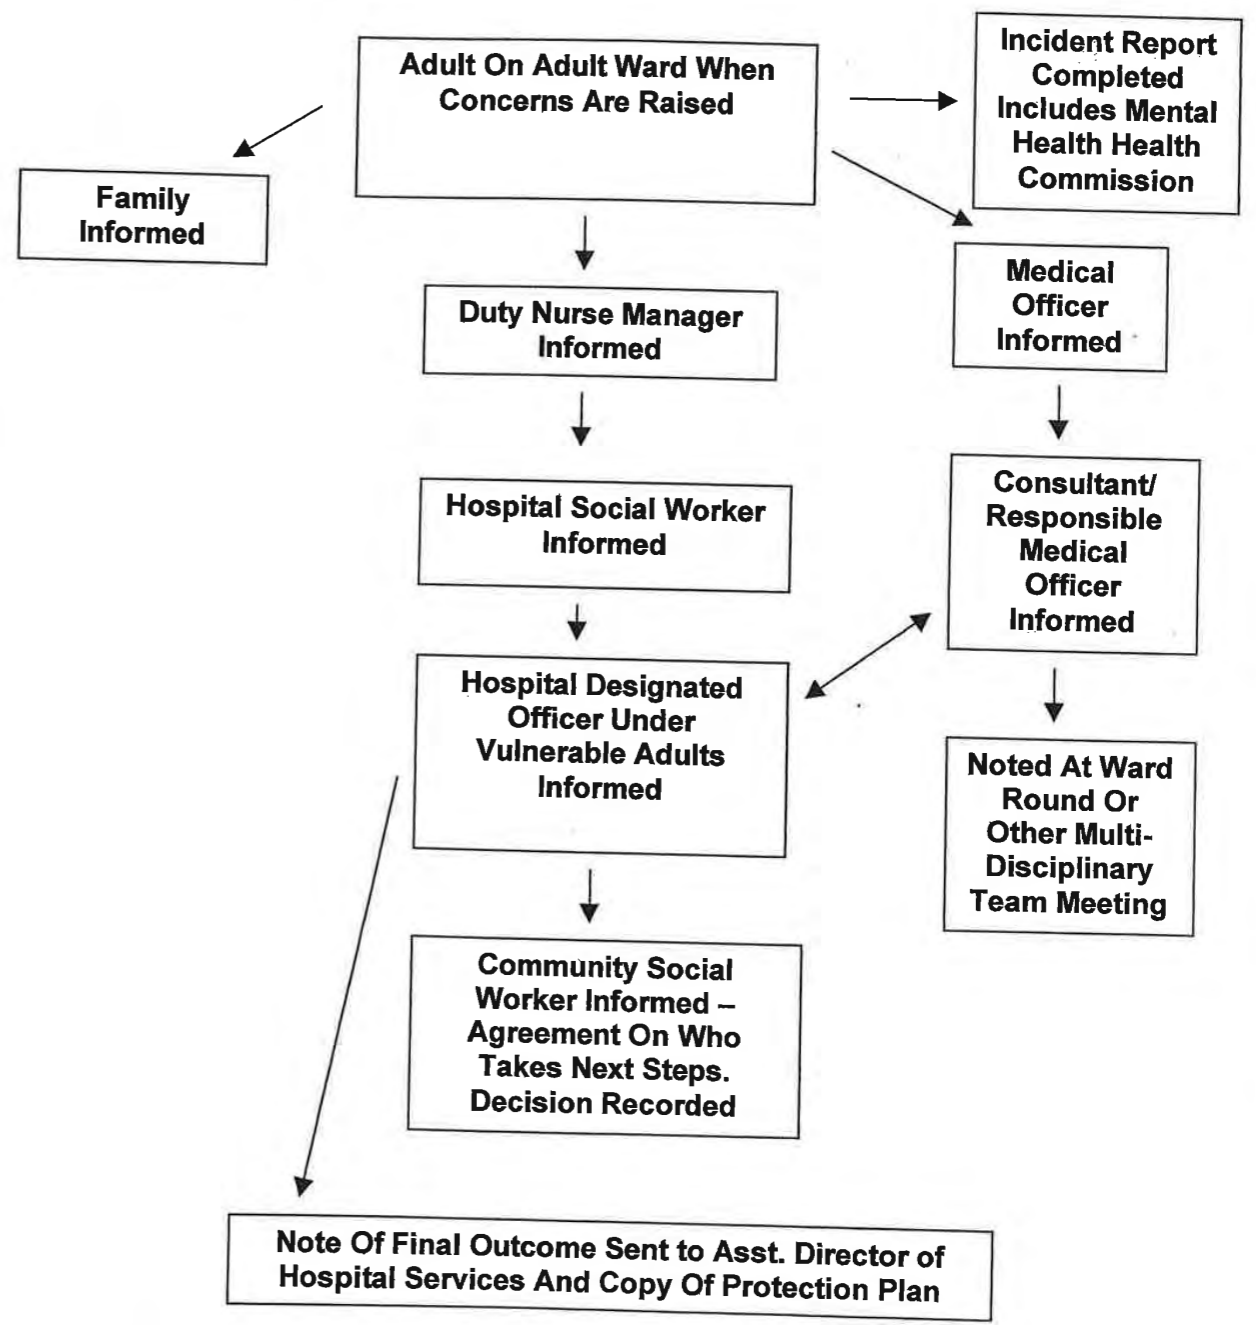 Adult On Adult Ward When
Concerns Are Raised
Incident Report
Completed
Includes Mental
Health Health
Commission
Family
Informed
Duty Nurse Manager
Informed
Medical
Officer
Informed
Hospital Social Worker
Informed
Consultant/
Responsible
Medical
Officer
Informed
Hospital Designated
Officer Under
Vulnerable Adults
Informed
Noted At Ward
Round Or
Other Multi-
Disciplinary
Team Meeting
Community Social
Worker Informed –
Agreement On Who
Takes Next Steps.
Decision Recorded
Note Of Final Outcome Sent to Asst. Director of
Hospital Services And Copy Of Protection Plan